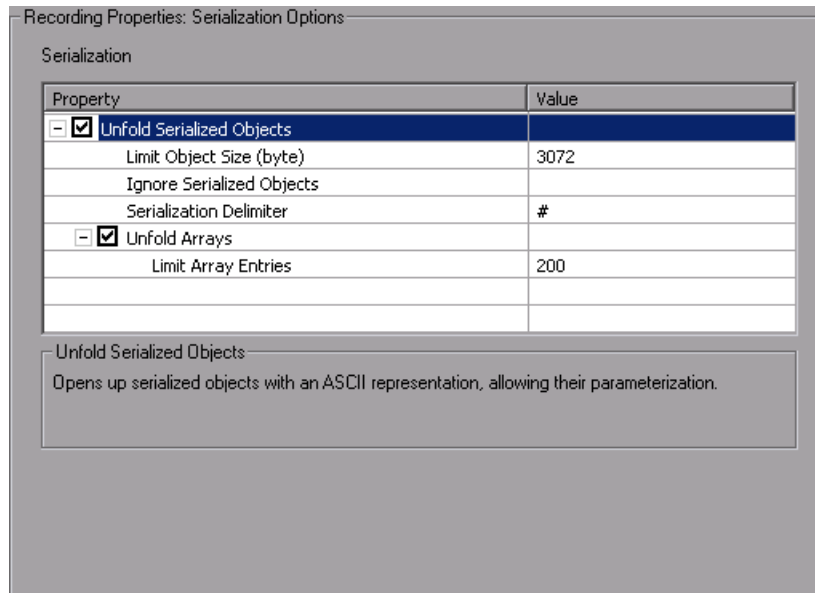 Recording Properties: Serialization Options
Serialization
Property Value
Unfold Serialized Objects
Limit Object Size (byte) 3072
Ignore Serialized Objects
Serialization Delimiter #
Unfold Arrays
Limit Array Entries 200
Unfold Serialized Objects
Opens up serialized objects with an ASCII representation, allowing their parameterization.